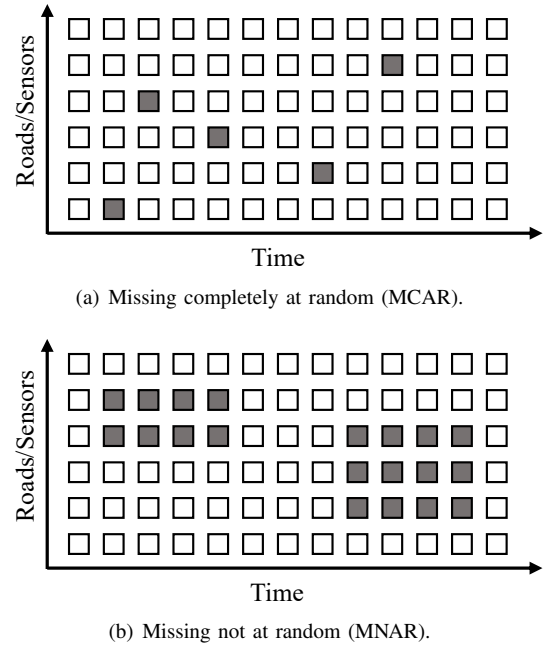 Roads/Sensors
Time
(a) Missing completely at random (MCAR).
Roads/Sensors
Time
(b) Missing not at random (MNAR).